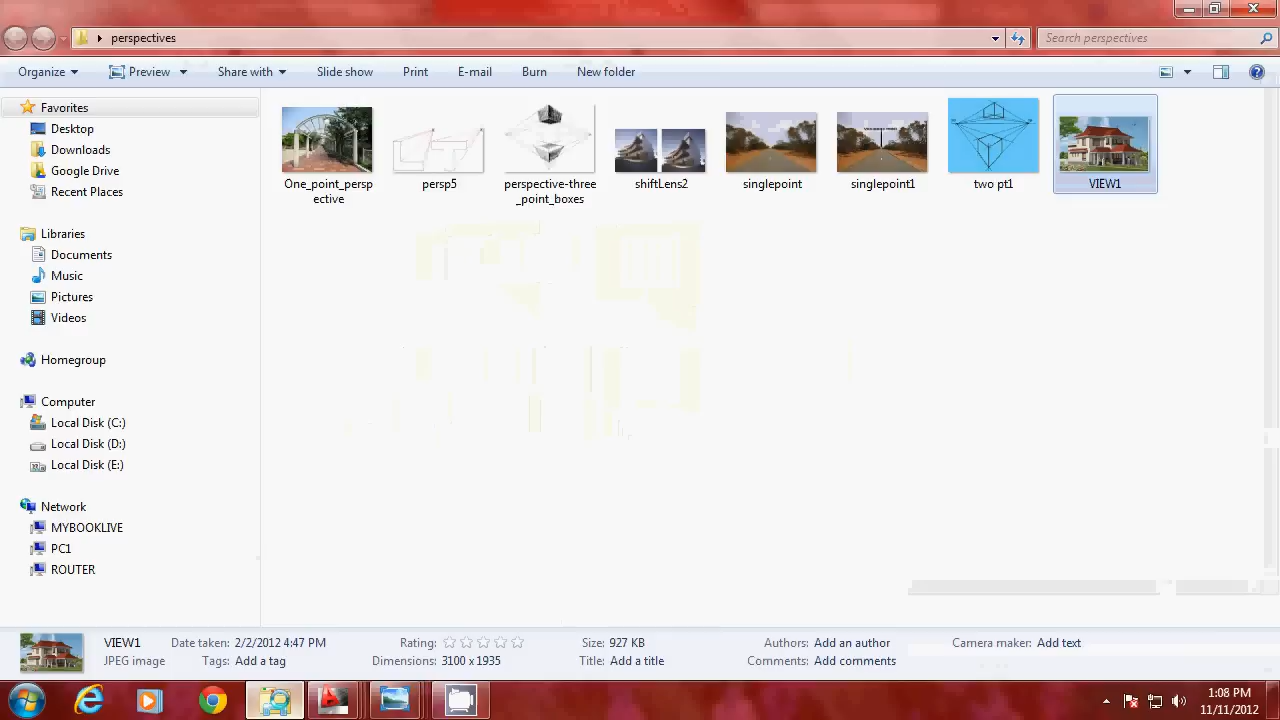 perspectives
Search perspectives
Organize
Preview
Share with
Slide show
Print
E-mail
Burn
New folder
Favorites
Desktop
Downloads
Google Drive
Recent Places
Libraries
Documents
Music
Pictures
Videos
Homegroup
Computer
Local Disk (C:)
Local Disk (D:)
Local Disk (E:)
Network
MYBOOKLIVE
PC1
ROUTER
One_point_persp
ective
persp5
perspective-three
_point_boxes
shiftLens2
singlepoint
singlepoint1
two pt1
VIEW1
VIEW1
JPEG image
Date taken: 2/2/2012 4:47 PM
Tags: Add a tag
Rating:
Dimensions: 3100 x 1935
Size: 927 KB
Title: Add a title
Authors: Add an author
Comments: Add comments
Camera maker: Add text
1:08 PM
11/11/2012